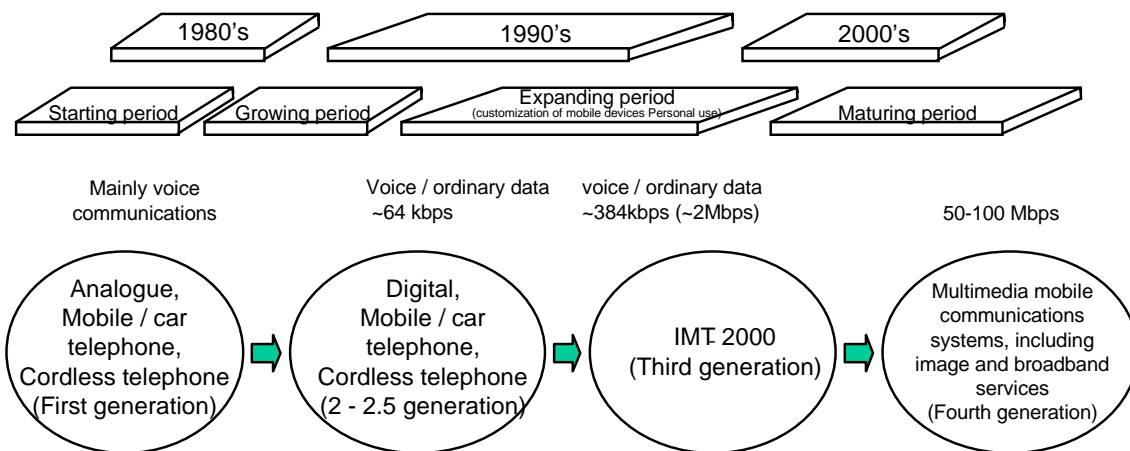 1980's
1990's
2000's
Starting period
Growing period
Expanding period
(customization of mobile devices Personal use)
Maturing period
Mainly voice
communications
Voice / ordinary data
~64 kbps
voice / ordinary data
~384kbps (~2Mbps)
50-100 Mbps
Analogue,
Mobile / car
telephone,
Cordless telephone
(First generation)
Digital,
Mobile / car
telephone,
Cordless telephone
(2 - 2.5 generation)
IMT- 2000
(Third generation)
Multimedia mobile
communications
systems, including
image and broadband
services
(Fourth generation)